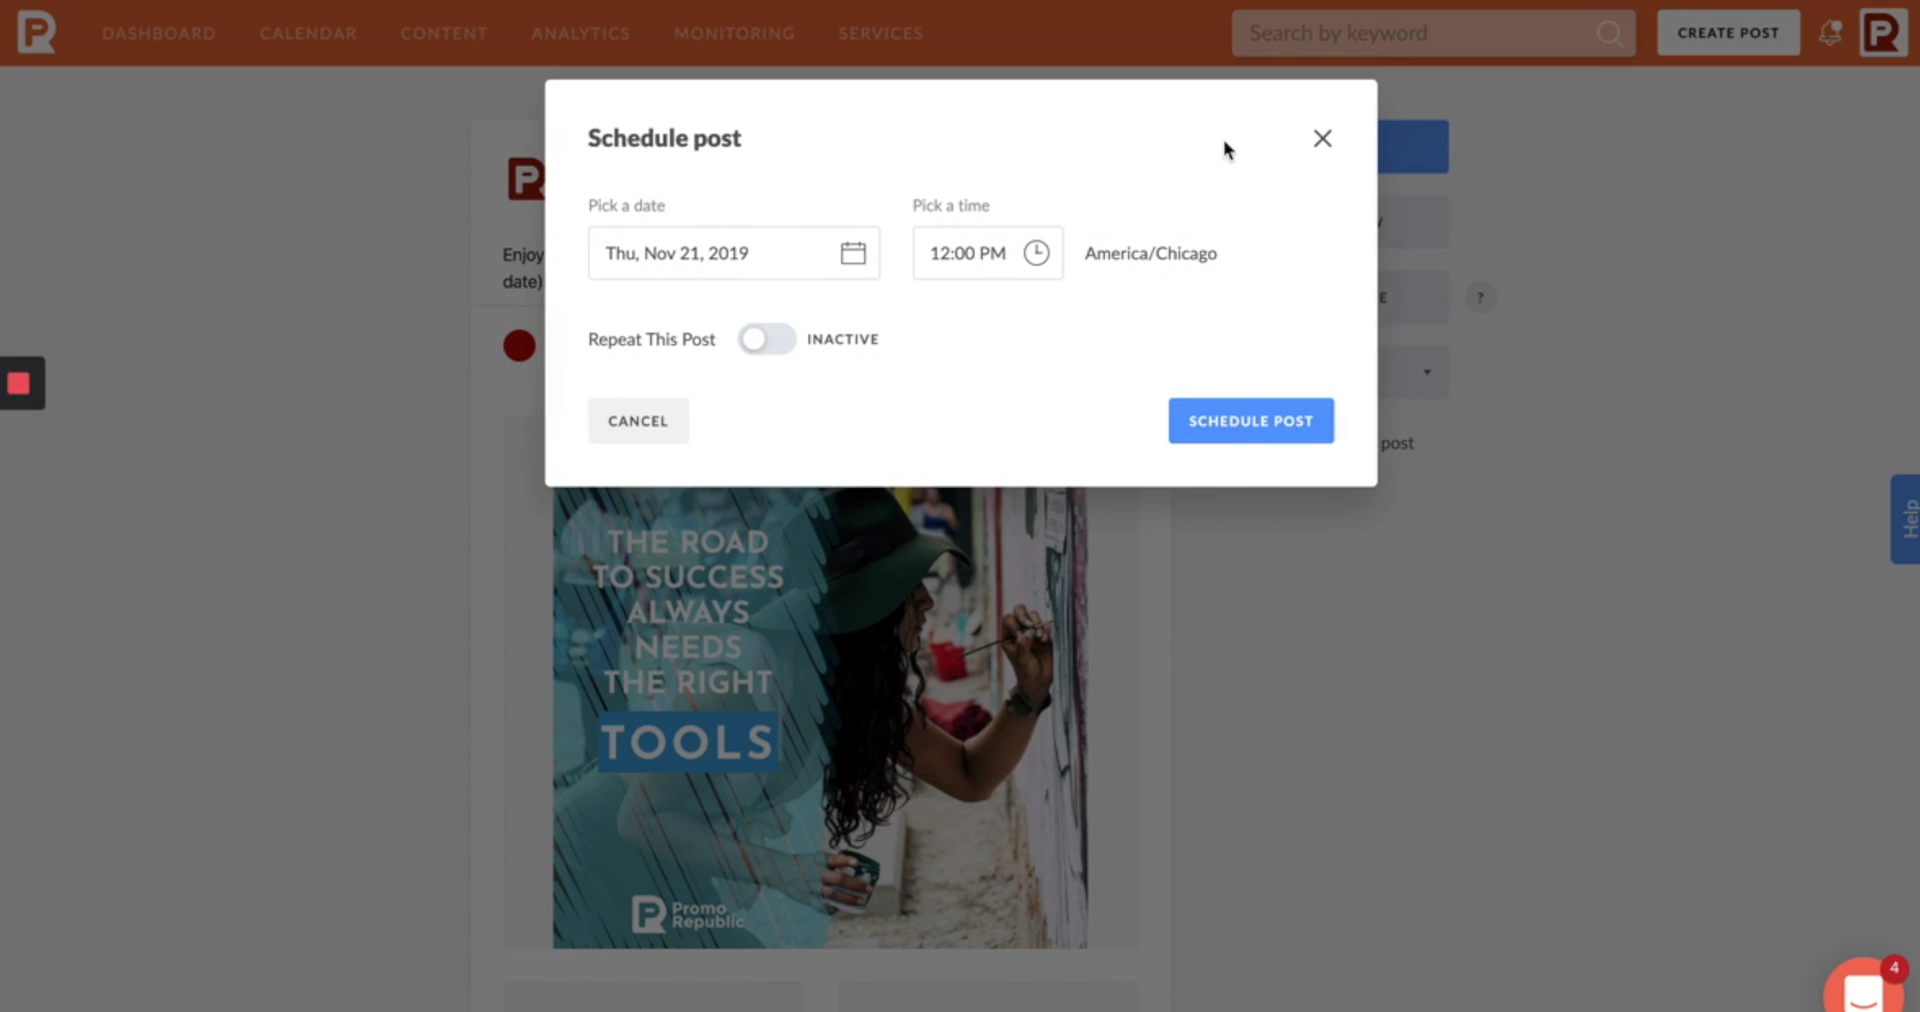 DASHBOARD CALENDAR CONTENT ANALYTICS MONITORING SERVICES Search by keyword CREATE POST
Schedule post
Pick a date Pick a time
Thu, Nov 21, 2019 12:00 PM America/Chicago
Enjoy
date)
Repeat This Post INACTIVE
?
CANCEL SCHEDULE POST
post
Help
THE ROAD
TO SUCCESS
ALWAYS
NEEDS
THE RIGHT
TOOLS
Promo
Republic
4